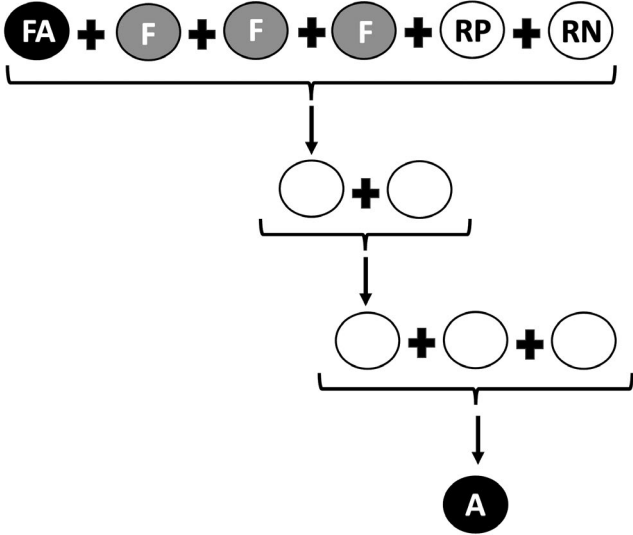 FA + F + F + F + RP + RN
+
+ +
A